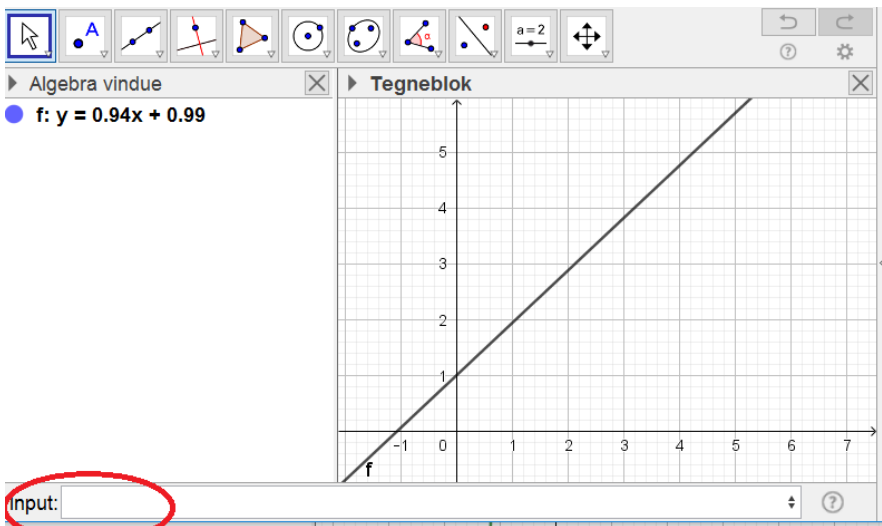 A
α
a = 2
Algebra vindue
Tegneblok
f: y = 0.94x + 0.99
5
4
3
2
1
-1 0 1 2 3 4 5 6 7
f
Input: